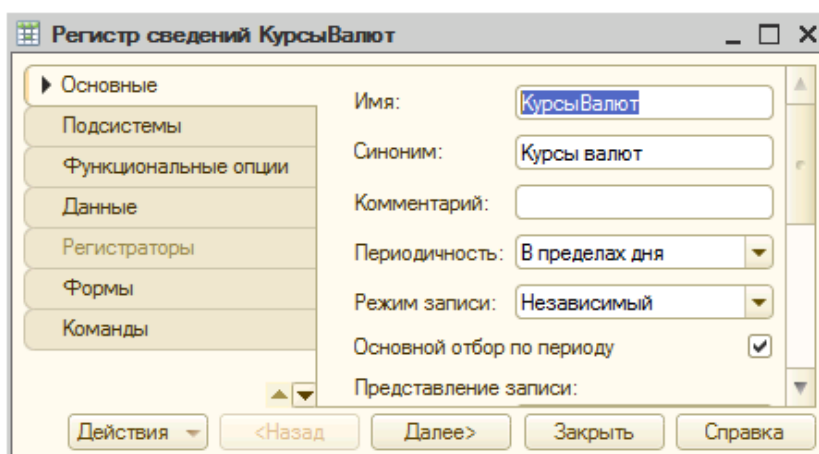 Регистр сведений КурсыВалют
Основные
Подсистемы
Функциональные опции
Данные
Регистраторы
Формы
Команды
Имя: КурсыВалют
Синоним: Курсы валют
Комментарий:
Периодичность: В пределах дня
Режим записи: Независимый
Основной отбор по периоду
Представление записи:
Действия <Назад Далее> Закрыть Справка